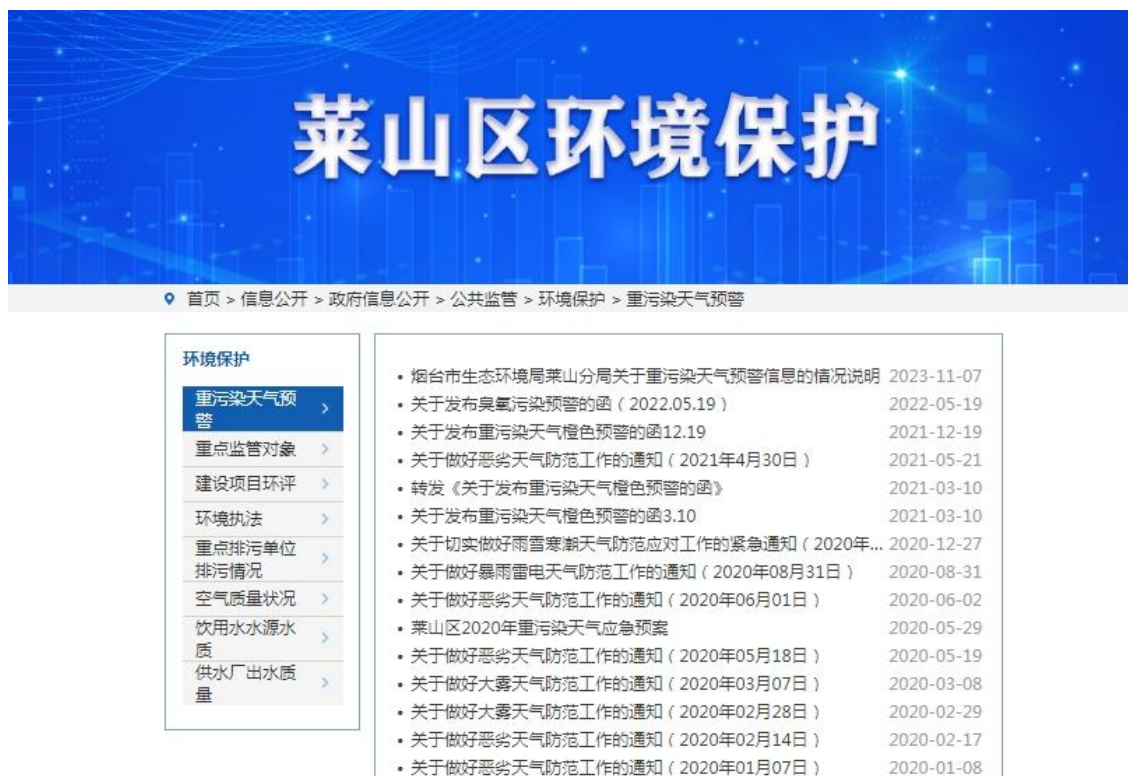 莱山区环境保护
首页 > 信息公开 > 政府信息公开 > 公共监管 > 环境保护 > 重污染天气预警
环境保护
重污染天气预
警
重点监管对象
建设项目环评
环境执法
重点排污单位
排污情况
空气质量状况
饮用水水源水
质
供水厂出水质
量
• 烟台市生态环境局莱山分局关于重污染天气预警信息的情况说明 2023-11-07
• 关于发布臭氧污染预警的函（2022.05.19） 2022-05-19
• 关于发布重污染天气橙色预警的函12.19 2021-12-19
• 关于做好恶劣天气防范工作的通知（2021年4月30日） 2021-05-21
• 转发《关于发布重污染天气橙色预警的函》 2021-03-10
• 关于发布重污染天气橙色预警的函3.10 2021-03-10
• 关于切实做好雨雪寒潮天气防范应对工作的紧急通知（2020年... 2020-12-27
• 关于做好暴雨雷电天气防范工作的通知（2020年08月31日） 2020-08-31
• 关于做好恶劣天气防范工作的通知（2020年06月01日） 2020-06-02
• 莱山区2020年重污染天气应急预案 2020-05-29
• 关于做好恶劣天气防范工作的通知（2020年05月18日） 2020-05-19
• 关于做好大雾天气防范工作的通知（2020年03月07日） 2020-03-08
• 关于做好大雾天气防范工作的通知（2020年02月28日） 2020-02-29
• 关于做好恶劣天气防范工作的通知（2020年02月14日） 2020-02-17
• 关于做好恶劣天气防范工作的通知（2020年01月07日） 2020-01-08